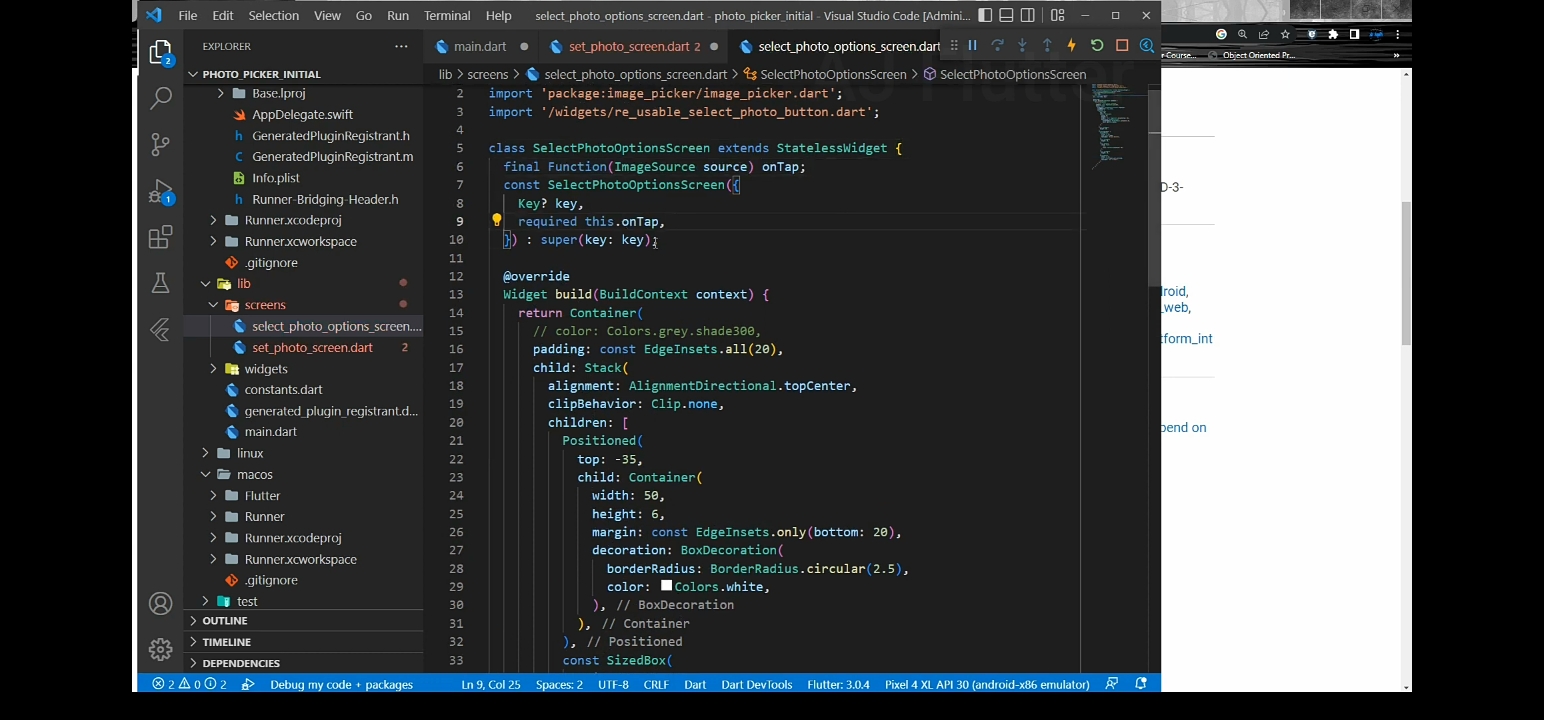 File Edit Selection View Go Run Terminal Help select_photo_options_screen.dart - photo_picker_initial - Visual Studio Code [Admini...
EXPLORER
main.dart
set_photo_screen.dart 2
select_photo_options_screen.dart
PHOTO_PICKER_INITIAL
lib > screens > select_photo_options_screen.dart > SelectPhotoOptionsScreen > SelectPhotoOptionsScreen
Base.lproj
AppDelegate.swift
h GeneratedPluginRegistrant.h
C GeneratedPluginRegistrant.m
Info.plist
h Runner-Bridging-Header.h
Runner.xcodeproj
Runner.xcworkspace
.gitignore
lib
screens
select_photo_options_screen....
set_photo_screen.dart 2
widgets
constants.dart
generated_plugin_registrant.d...
main.dart
linux
macos
Flutter
Runner
Runner.xcodeproj
Runner.xcworkspace
.gitignore
test
OUTLINE
TIMELINE
DEPENDENCIES
2
1
2 import 'package:image_picker/image_picker.dart';
3 import '/widgets/re_usable_select_photo_button.dart';
4
5 class SelectPhotoOptionsScreen extends StatelessWidget {
6 final Function(ImageSource source) onTap;
7 const SelectPhotoOptionsScreen({
8 Key? key,
9 required this.onTap,
10 }) : super(key: key);
11
12 @override
13 Widget build(BuildContext context) {
14 return Container(
15 // color: Colors.grey.shade300,
16 padding: const EdgeInsets.all(20),
17 child: Stack(
18 alignment: AlignmentDirectional.topCenter,
19 clipBehavior: Clip.none,
20 children: [
21 Positioned(
22 top: -35,
23 child: Container(
24 width: 50,
25 height: 6,
26 margin: const EdgeInsets.only(bottom: 20),
27 decoration: BoxDecoration(
28 borderRadius: BorderRadius.circular(2.5),
29 color: Colors.white,
30 ), // BoxDecoration
31 ), // Container
32 ), // Positioned
33 const SizedBox(
Course...
Object Oriented Pr...
D-3-
roid,
_web,
tform_int
pend on
2 0 2 Debug my code + packages Ln 9, Col 25 Spaces: 2 UTF-8 CRLF Dart Dart DevTools Flutter: 3.0.4 Pixel 4 XL API 30 (android-x86 emulator)